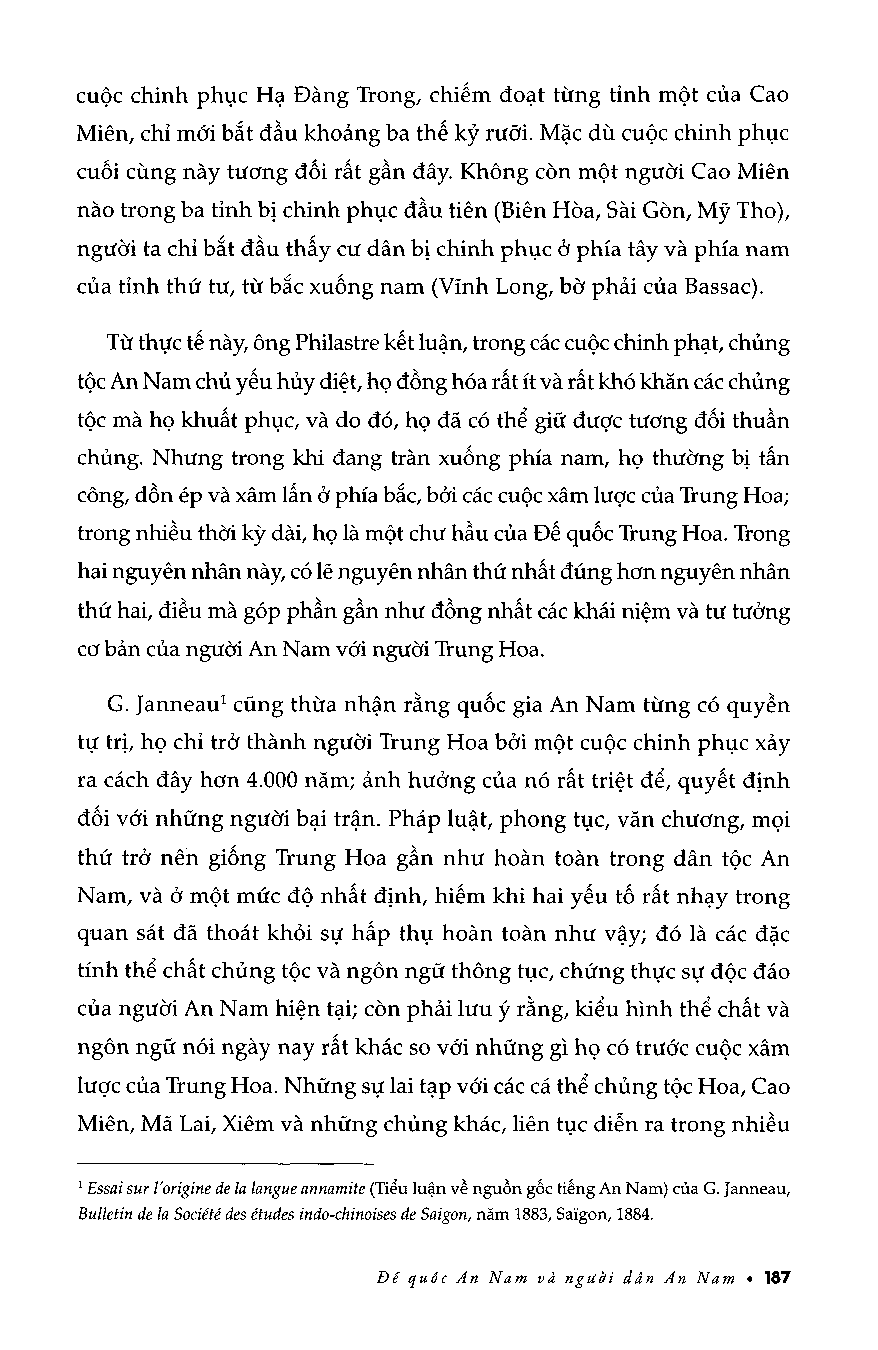 cuộc chinh phục Hạ Đàng Trong, chiếm đoạt từng tỉnh một của Cao
Miên, chỉ mới bắt đầu khoảng ba thế kỷ rưỡi. Mặc dù cuộc chinh phục
cuối cùng này tương đối rất gần đây. Không còn một người Cao Miên
nào trong ba tỉnh bị chinh phục đầu tiên (Biên Hòa, Sài Gòn, Mỹ Tho),
người ta chỉ bắt đầu thấy cư dân bị chinh phục ở phía tây và phía nam
của tỉnh thứ tư, từ bắc xuống nam (Vĩnh Long, bờ phải của Bassac).
Từ thực tế này, ông Philastre kết luận, trong các cuộc chinh phạt, chủng
tộc An Nam chủ yếu hủy diệt, họ đồng hóa rất ít và rất khó khăn các chủng
tộc mà họ khuất phục, và do đó, họ đã có thể giữ được tương đối thuần
chủng. Nhưng trong khi đang tràn xuống phía nam, họ thường bị tấn
công, dồn ép và xâm lấn ở phía bắc, bởi các cuộc xâm lược của Trung Hoa;
trong nhiều thời kỳ dài, họ là một chư hầu của Đế quốc Trung Hoa. Trong
hai nguyên nhân này, có lẽ nguyên nhân thứ nhất đúng hơn nguyên nhân
thứ hai, điều mà góp phần gần như đồng nhất các khái niệm và tư tưởng
cơ bản của người An Nam với người Trung Hoa.
G. Janneau¹ cũng thừa nhận rằng quốc gia An Nam từng có quyền
tự trị, họ chỉ trở thành người Trung Hoa bởi một cuộc chinh phục xảy
ra cách đây hơn 4.000 năm; ảnh hưởng của nó rất triệt để, quyết định
đối với những người bại trận. Pháp luật, phong tục, văn chương, mọi
thứ trở nên giống Trung Hoa gần như hoàn toàn trong dân tộc An
Nam, và ở một mức độ nhất định, hiếm khi hai yếu tố rất nhạy trong
quan sát đã thoát khỏi sự hấp thụ hoàn toàn như vậy; đó là các đặc
tính thể chất chủng tộc và ngôn ngữ thông tục, chứng thực sự độc đáo
của người An Nam hiện tại; còn phải lưu ý rằng, kiểu hình thể chất và
ngôn ngữ nói ngày nay rất khác so với những gì họ có trước cuộc xâm
lược của Trung Hoa. Những sự lai tạp với các cá thể chủng tộc Hoa, Cao
Miên, Mã Lai, Xiêm và những chủng khác, liên tục diễn ra trong nhiều
¹ Essai sur l'origine de la langue annamite (Tiểu luận về nguồn gốc tiếng An Nam) của G. Janneau,
Bulletin de la Société des études indo-chinoises de Saigon, năm 1883, Saïgon, 1884.
Đế quốc An Nam và người dân An Nam • 187